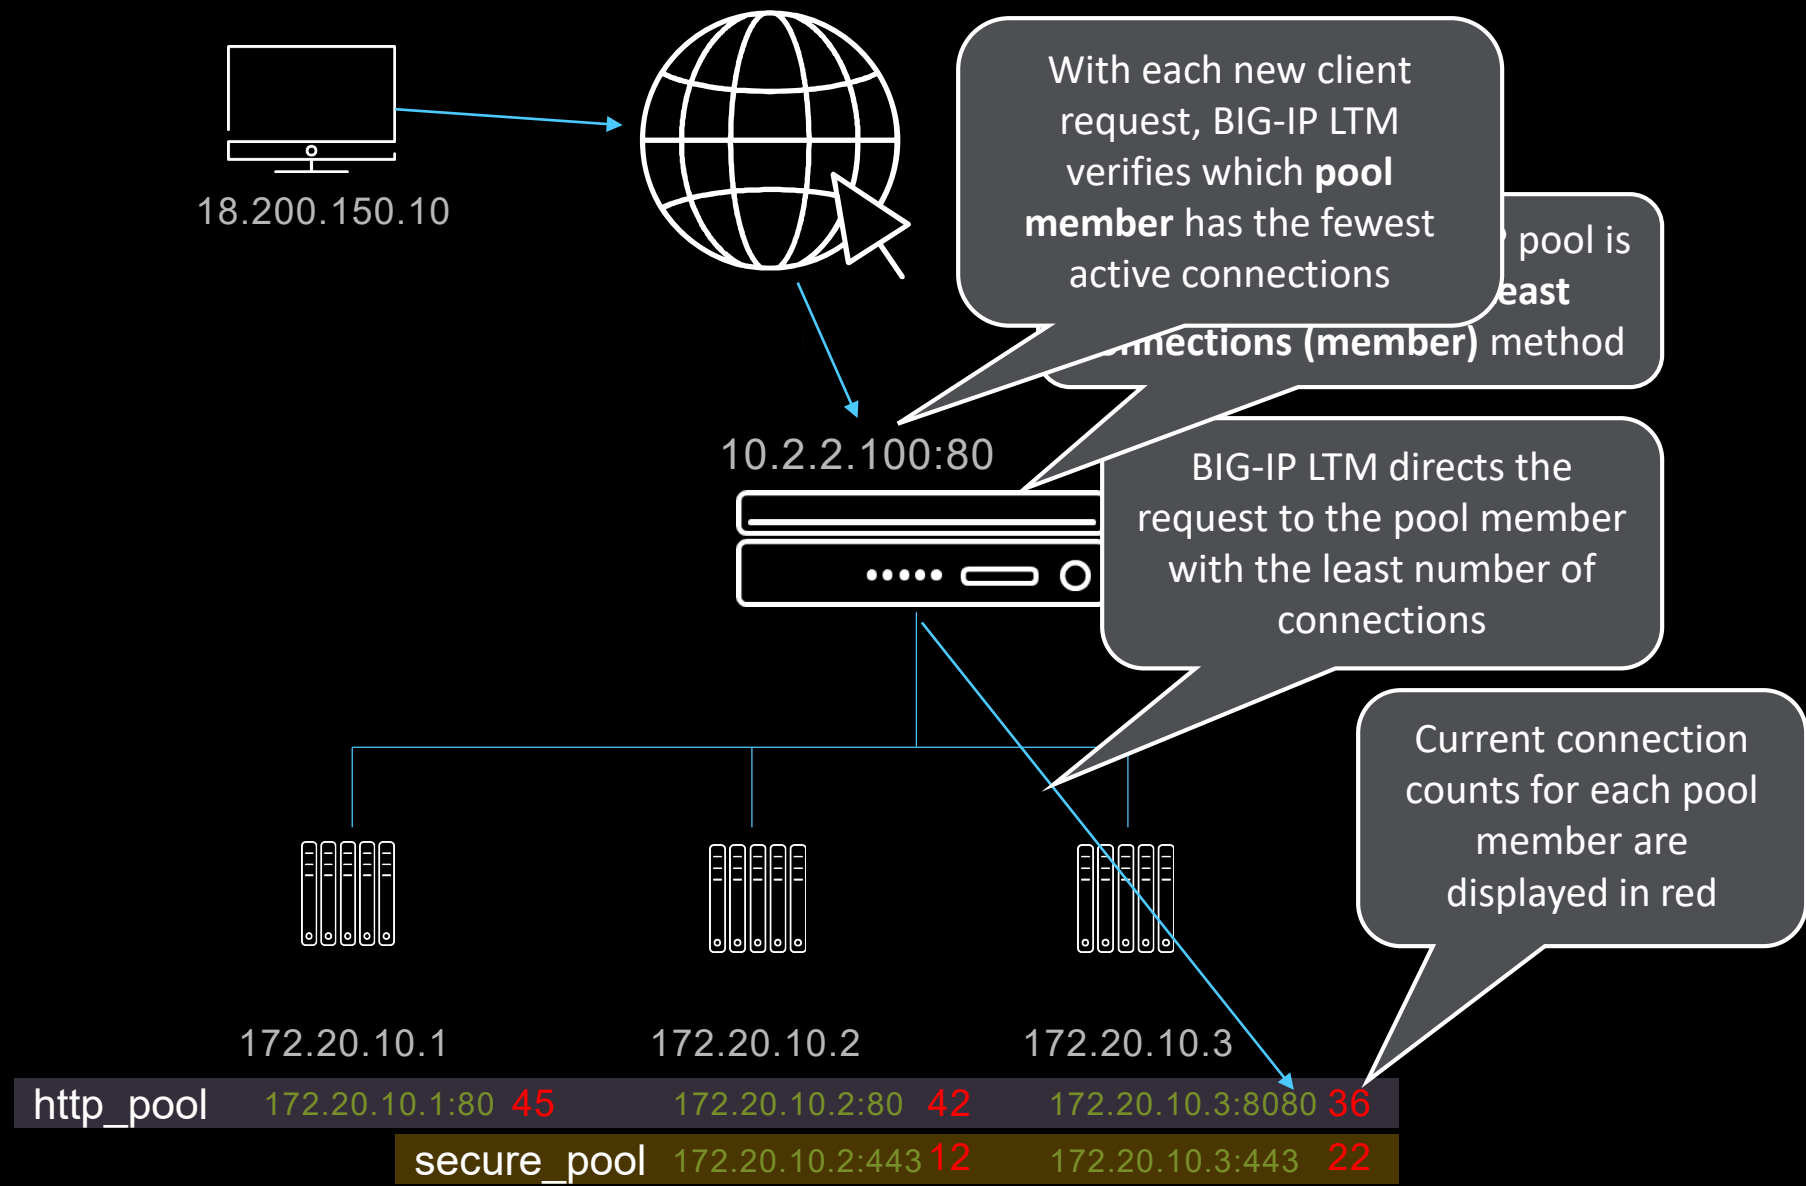 With each new client
request, BIG-IP LTM
verifies which pool
member has the fewest
active connections
18.200.150.10
pool is
east
nnections (member) method
10.2.2.100:80
BIG-IP LTM directs the
request to the pool member
with the least number of
connections
Current connection
counts for each pool
member are
displayed in red
172.20.10.1
172.20.10.2
172.20.10.3
http_pool 172.20.10.1:80 45 172.20.10.2:80 42 172.20.10.3:8080 36
secure_pool 172.20.10.2:443 12 172.20.10.3:443 22